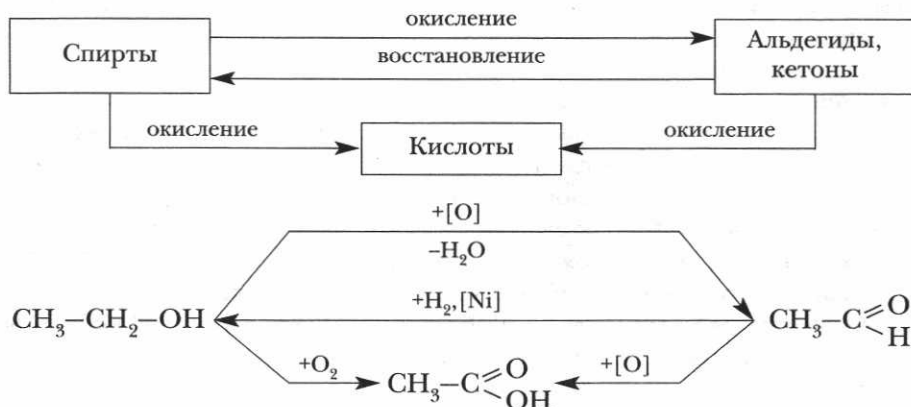 окисление
Спирты
восстановление
Альдегиды,
кетоны
окисление
Кислоты
окисление
+[O]
–H₂O
CH₃–CH₂–OH
+H₂,[Ni]
CH₃–C=O
H
+O₂
CH₃–C=O
OH
+[O]